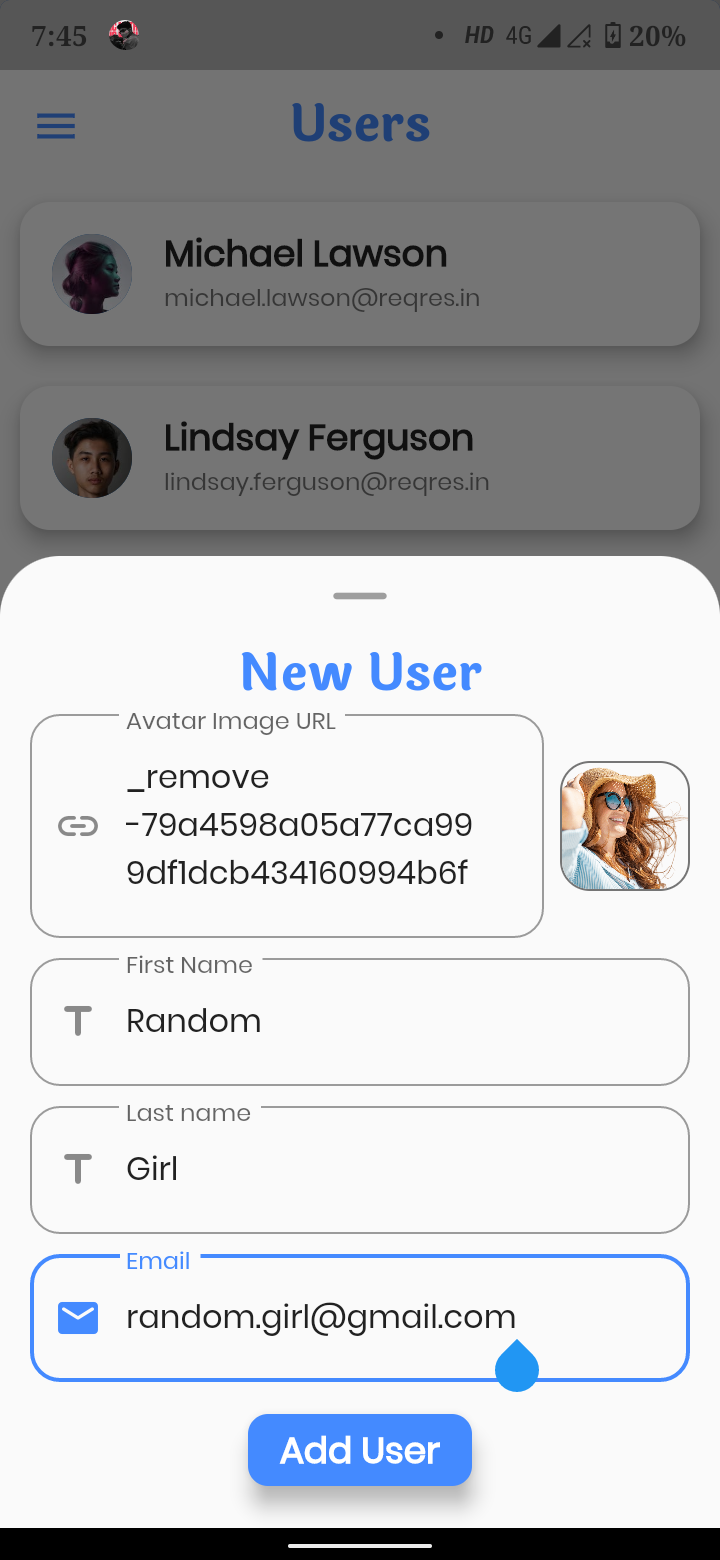 7:45 HD 4G 20%
Users
Michael Lawson
michael.lawson@reqres.in
Lindsay Ferguson
lindsay.ferguson@reqres.in
New User
Avatar Image URL
_remove
-79a4598a05a77ca99
9df1dcb434160994b6f
First Name
Random
Last name
Girl
Email
random.girl@gmail.com
Add User